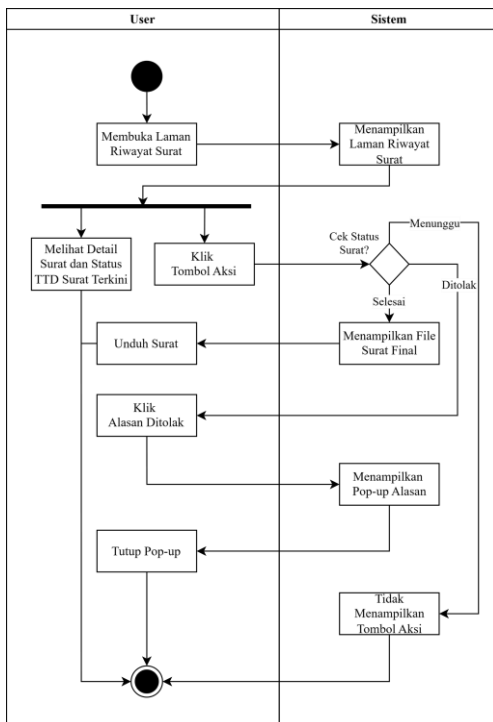 User
Sistem
Membuka Laman
Riwayat Surat
Menampilkan
Laman Riwayat
Surat
Melihat Detail
Surat dan Status
TTD Surat Terkini
Klik
Tombol Aksi
Cek Status
Surat?
Menunggu
Ditolak
Selesai
Unduh Surat
Menampilkan File
Surat Final
Klik
Alasan Ditolak
Menampilkan
Pop-up Alasan
Tutup Pop-up
Tidak
Menampilkan
Tombol Aksi